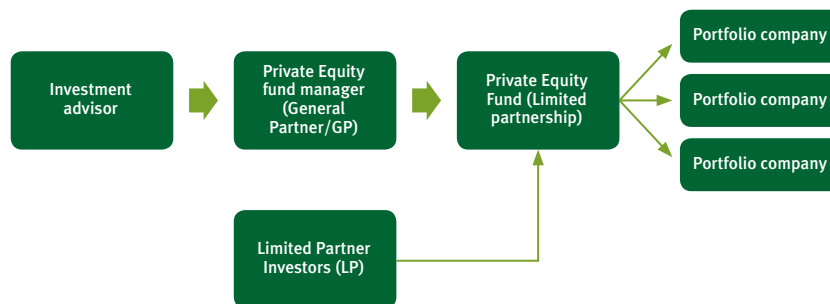 Portfolio company
Investment
advisor
Private Equity
fund manager
(General
Partner/GP)
Private Equity
Fund (Limited
partnership)
Portfolio company
Portfolio company
Limited Partner
Investors (LP)